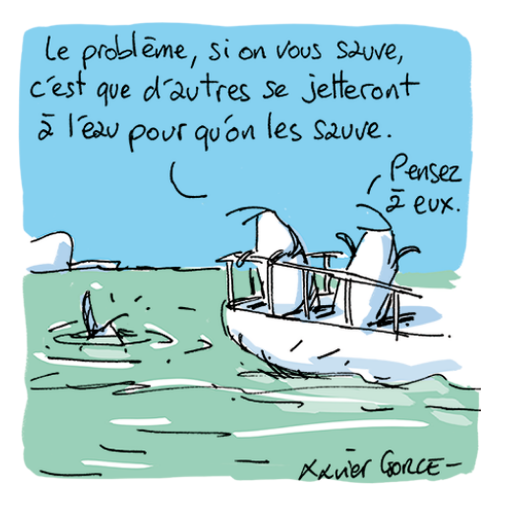 Le problème, si on vous sauve,
c'est que d'autres se jetteront
à l'eau pour qu'on les sauve.
Pensez
à eux.
Xavier GORCE –